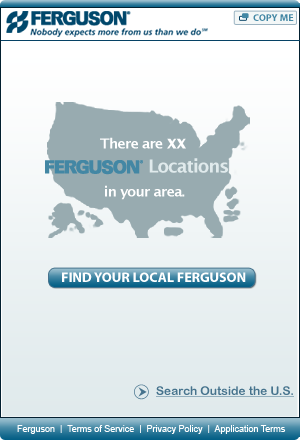 FERGUSON®
COPY ME
Nobody expects more from us than we do℠
There are XX
FERGUSON® Locations
in your area.
FIND YOUR LOCAL FERGUSON
Search Outside the U.S.
Ferguson | Terms of Service | Privacy Policy | Application Terms